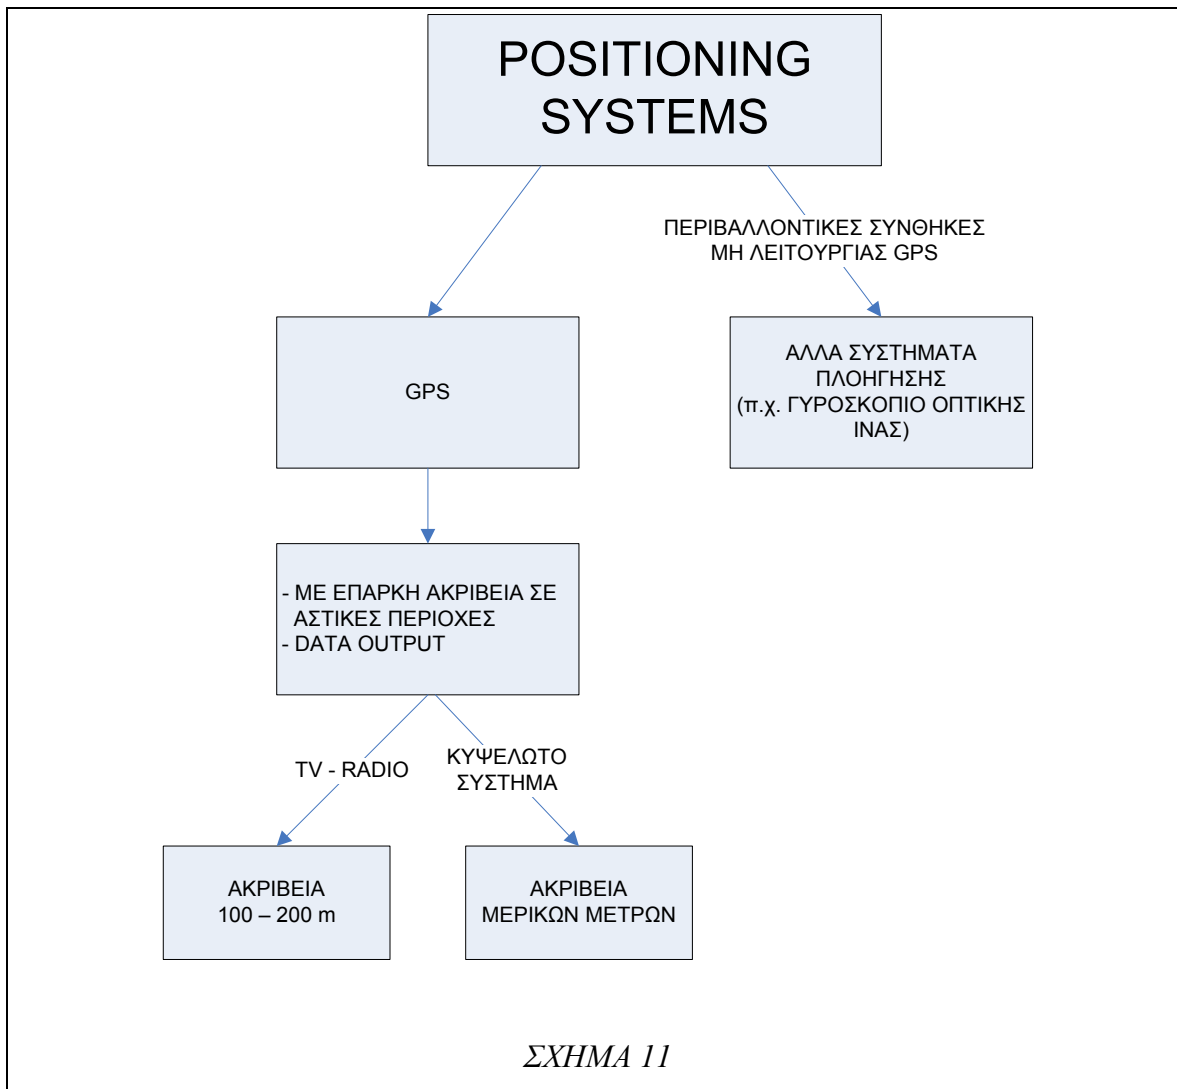 POSITIONING
SYSTEMS
ΠΕΡΙΒΑΛΛΟΝΤΙΚΕΣ ΣΥΝΘΗΚΕΣ
ΜΗ ΛΕΙΤΟΥΡΓΙΑΣ GPS
GPS
ΑΛΛΑ ΣΥΣΤΗΜΑΤΑ
ΠΛΟΗΓΗΣΗΣ
(π.χ. ΓΥΡΟΣΚΟΠΙΟ ΟΠΤΙΚΗΣ
ΙΝΑΣ)
- ΜΕ ΕΠΑΡΚΗ ΑΚΡΙΒΕΙΑ ΣΕ
ΑΣΤΙΚΕΣ ΠΕΡΙΟΧΕΣ
- DATA OUTPUT
TV - RADIO
ΚΥΨΕΛΩΤΟ
ΣΥΣΤΗΜΑ
ΑΚΡΙΒΕΙΑ
100 – 200 m
ΑΚΡΙΒΕΙΑ
ΜΕΡΙΚΩΝ ΜΕΤΡΩΝ
ΣΧΗΜΑ 11